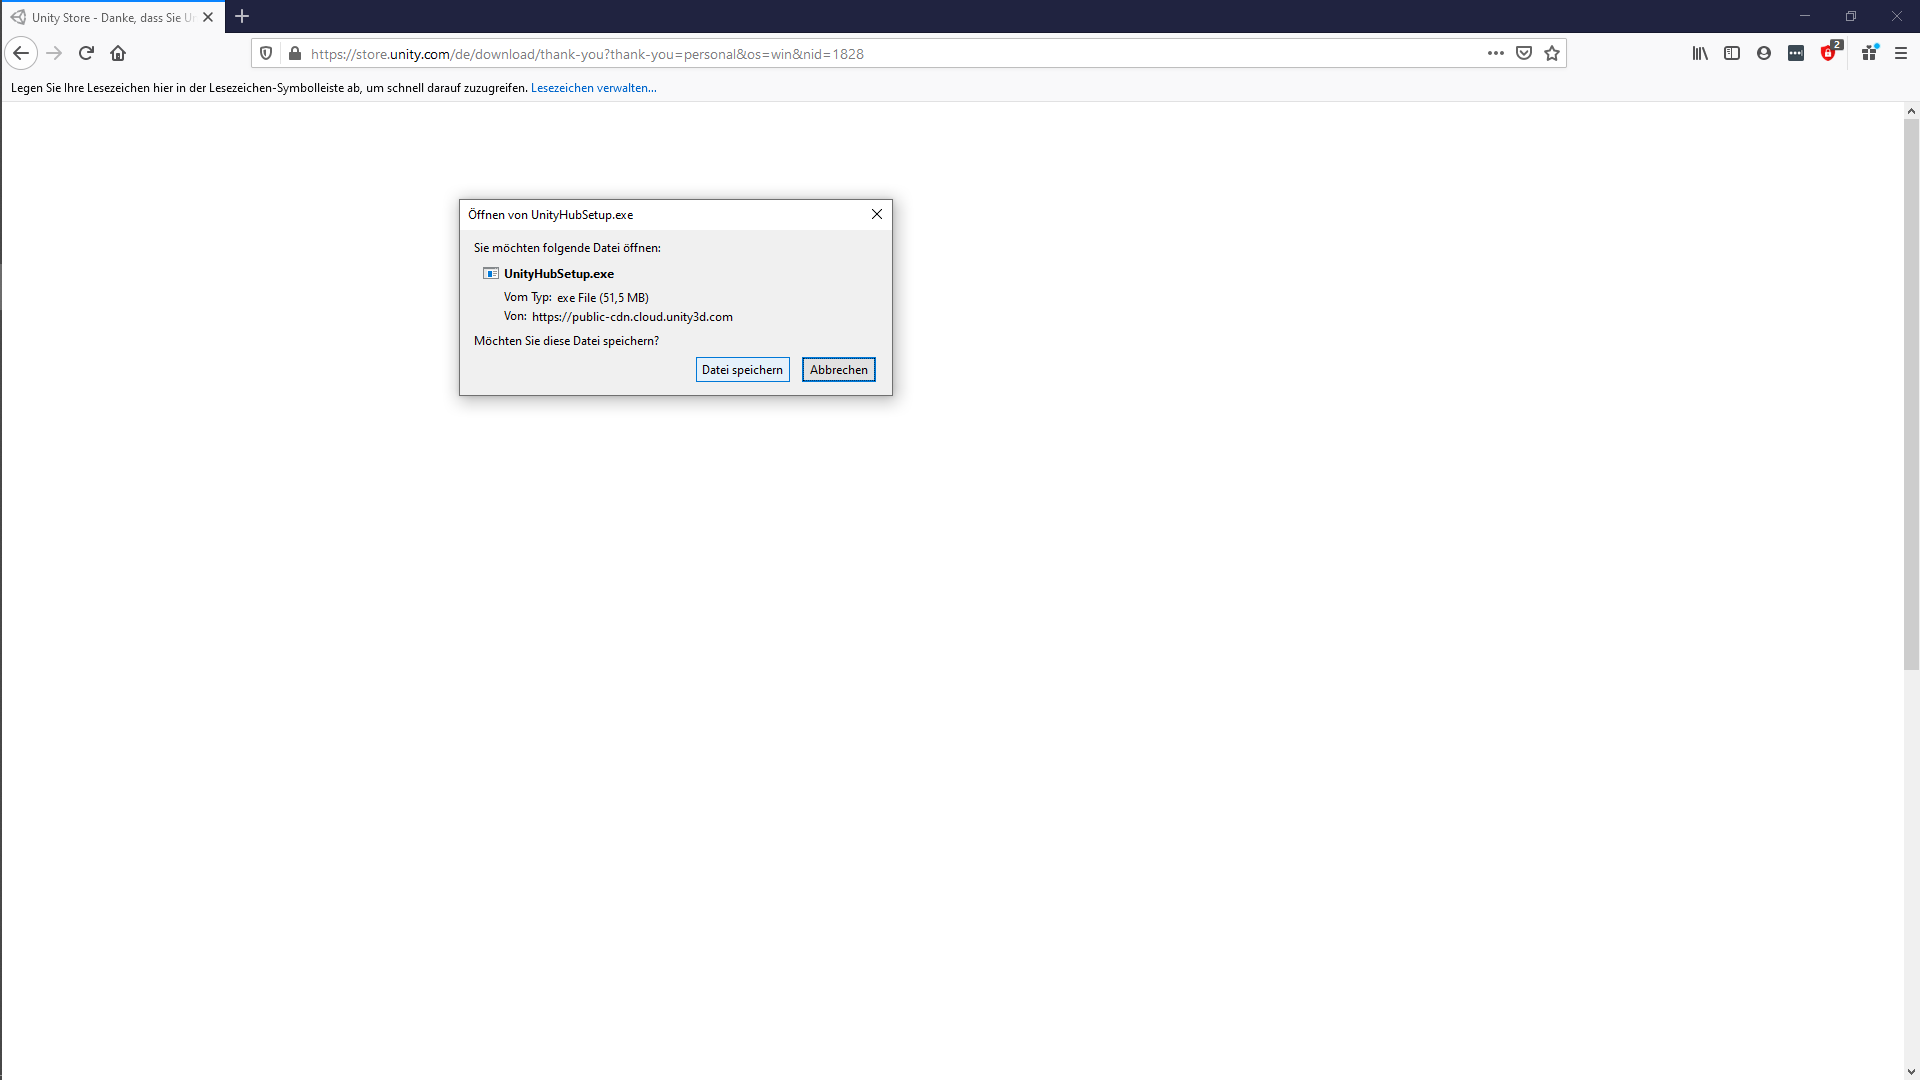 Unity Store - Danke, dass Sie Un
https://store.unity.com/de/download/thank-you?thank-you=personal&os=win&nid=1828
2
Legen Sie Ihre Lesezeichen hier in der Lesezeichen-Symbolleiste ab, um schnell darauf zuzugreifen. Lesezeichen verwalten...
Öffnen von UnityHubSetup.exe
Sie möchten folgende Datei öffnen:
UnityHubSetup.exe
Vom Typ: exe File (51,5 MB)
Von: https://public-cdn.cloud.unity3d.com
Möchten Sie diese Datei speichern?
Datei speichern Abbrechen